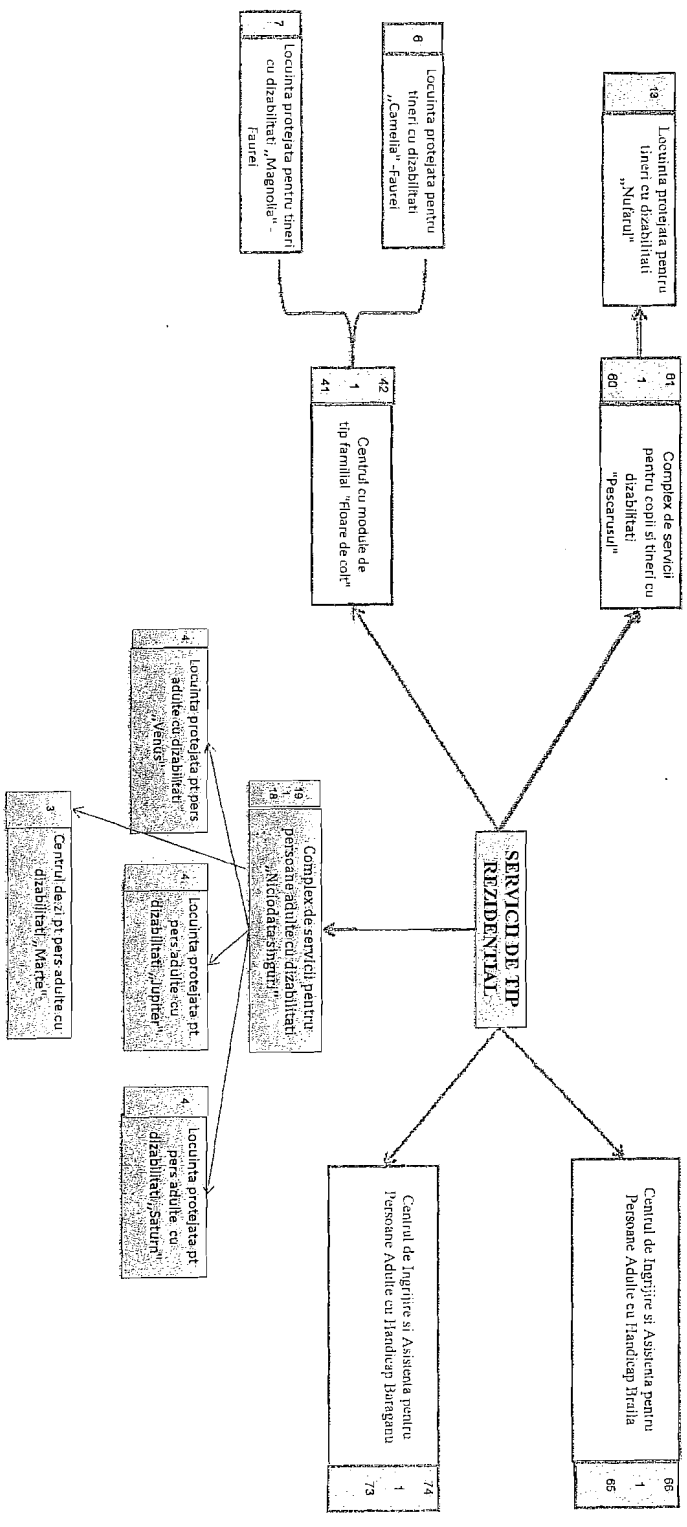 SERVICII DE TIP
REZIDENTIAL
61
1
60
Complex de servicii
pentru copii si tineri cu
dizabilitati
"Pescarusul"
13
Locuinta protejata pentru
tineri cu dizabilitati
„Nufarul"
42
1
41
Centrul cu module de
tip familial "Floare de colt"
6
Locuinta protejata pentru
tineri cu dizabilitati
„Camelia" -Faurei
7
Locuinta protejata pentru tineri
cu dizabilitati „Magnolia" -
Faurei
19
1
18
Complex de servicii pentru
persoane adulte cu dizabilitati
„Niciodata singuri"
4
Locuinta protejata pt pers
adulte cu dizabilitati
„Venus"
4
Locuinta protejata pt
pers adulte cu
dizabilitati „Jupiter"
4
Locuinta protejata pt
pers adulte cu
dizabilitati „Saturn"
3
Centrul de zi pt pers adulte cu
dizabilitati „Marte"
Centrul de Ingrijire si Asistenta pentru
Persoane Adulte cu Handicap Braila
66
1
65
Centrul de Ingrijire si Asistenta pentru
Persoane Adulte cu Handicap Baraganu
74
1
73